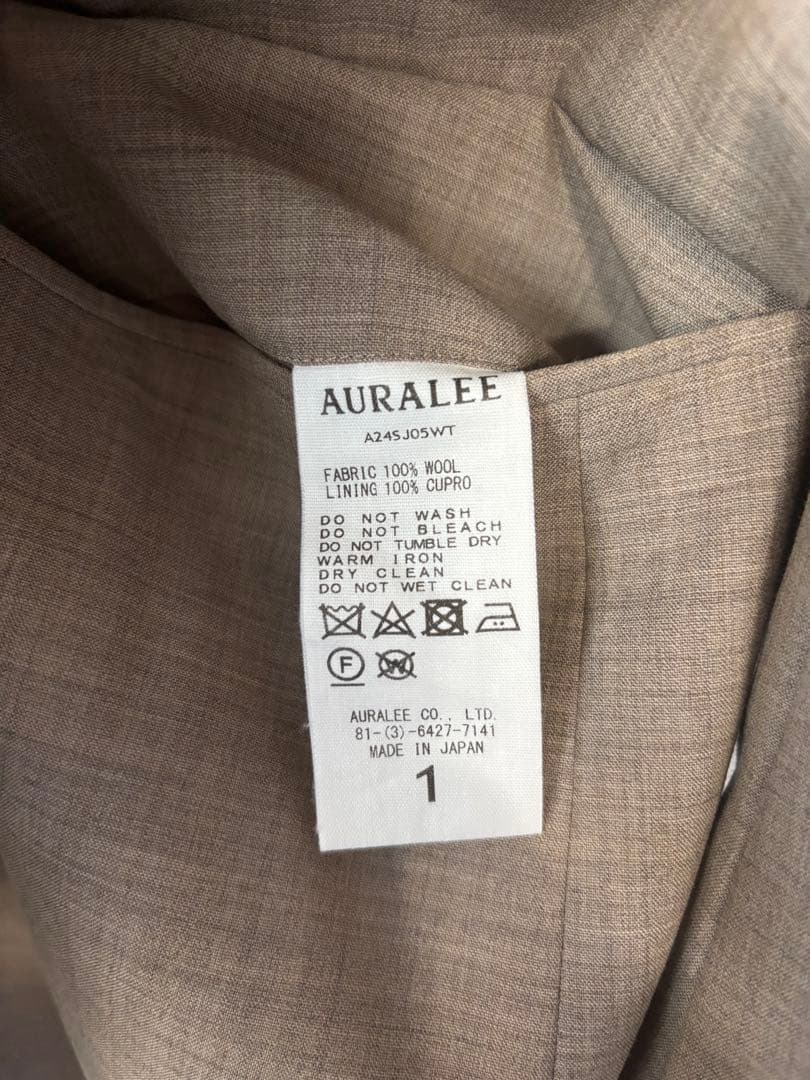 AURALEE
A24SJ05WT
FABRIC 100% WOOL
LINING 100% CUPRO
DO NOT WASH
DO NOT BLEACH
DO NOT TUMBLE DRY
WARM IRON
DRY CLEAN
DO NOT WET CLEAN
F W
AURALEE CO., LTD.
81-(3)-6427-7141
MADE IN JAPAN
1